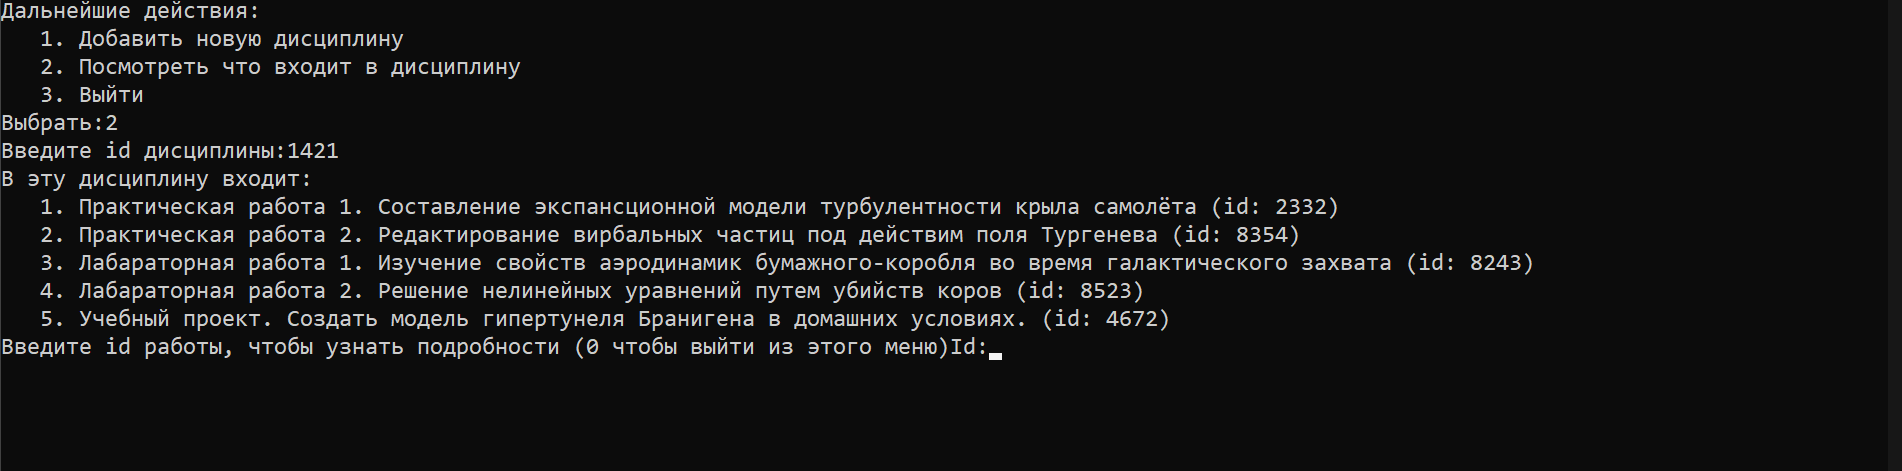 Дальнейшие действия:
1. Добавить новую дисциплину
2. Посмотреть что входит в дисциплину
3. Выйти
Выбрать:2
Введите id дисциплины:1421
В эту дисциплину входит:
1. Практическая работа 1. Составление экспансционной модели турбулентности крыла самолёта (id: 2332)
2. Практическая работа 2. Редактирование вирбальных частиц под действим поля Тургенева (id: 8354)
3. Лабараторная работа 1. Изучение свойств аэродинамик бумажного-коробля во время галактического захвата (id: 8243)
4. Лабараторная работа 2. Решение нелинейных уравнений путем убийств коров (id: 8523)
5. Учебный проект. Создать модель гипертунеля Бранигена в домашних условиях. (id: 4672)
Введите id работы, чтобы узнать подробности (0 чтобы выйти из этого меню)Id: